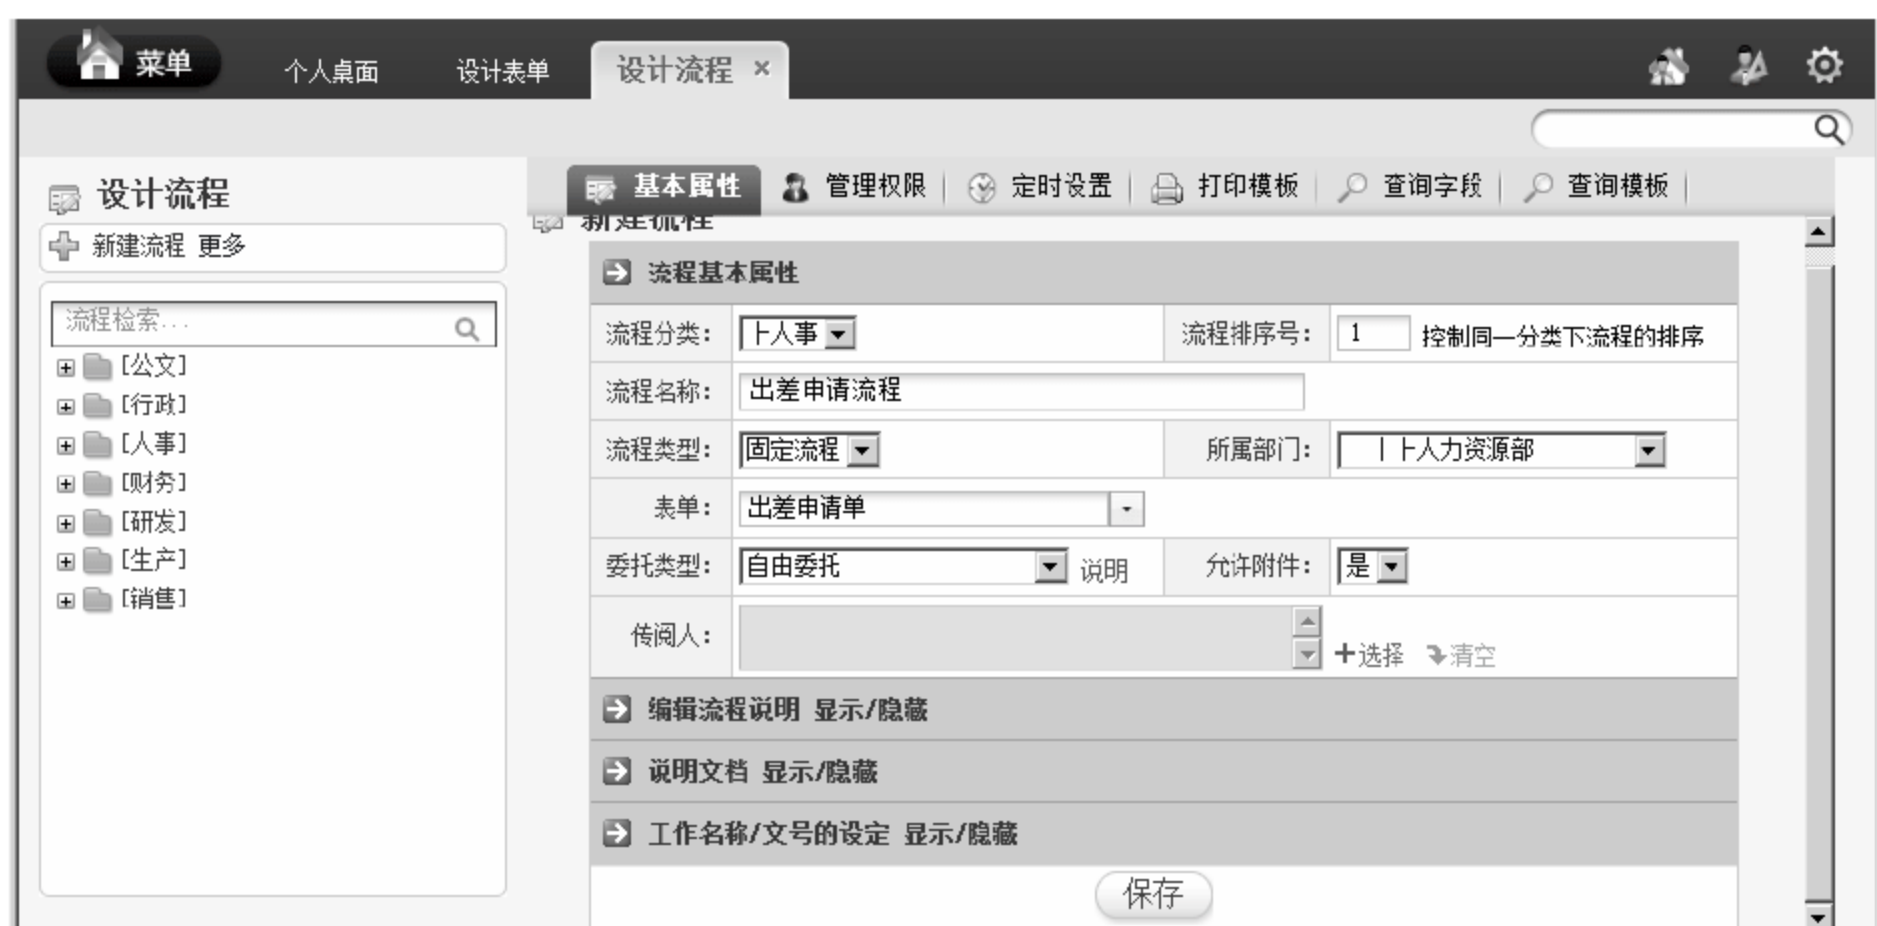 菜单 个人桌面 设计表单 设计流程 ×
设计流程
新建流程 更多
流程检索...
[公文]
[行政]
[人事]
[财务]
[研发]
[生产]
[销售]
基本属性 管理权限 定时设置 打印模板 查询字段 查询模板
新建流程
流程基本属性
流程分类: ├人事 流程排序号: 1 控制同一分类下流程的排序
流程名称: 出差申请流程
流程类型: 固定流程 所属部门: │├人力资源部
表单: 出差申请单
委托类型: 自由委托 说明 允许附件: 是
传阅人: 选择 清空
编辑流程说明 显示/隐藏
说明文档 显示/隐藏
工作名称/文号的设定 显示/隐藏
保存